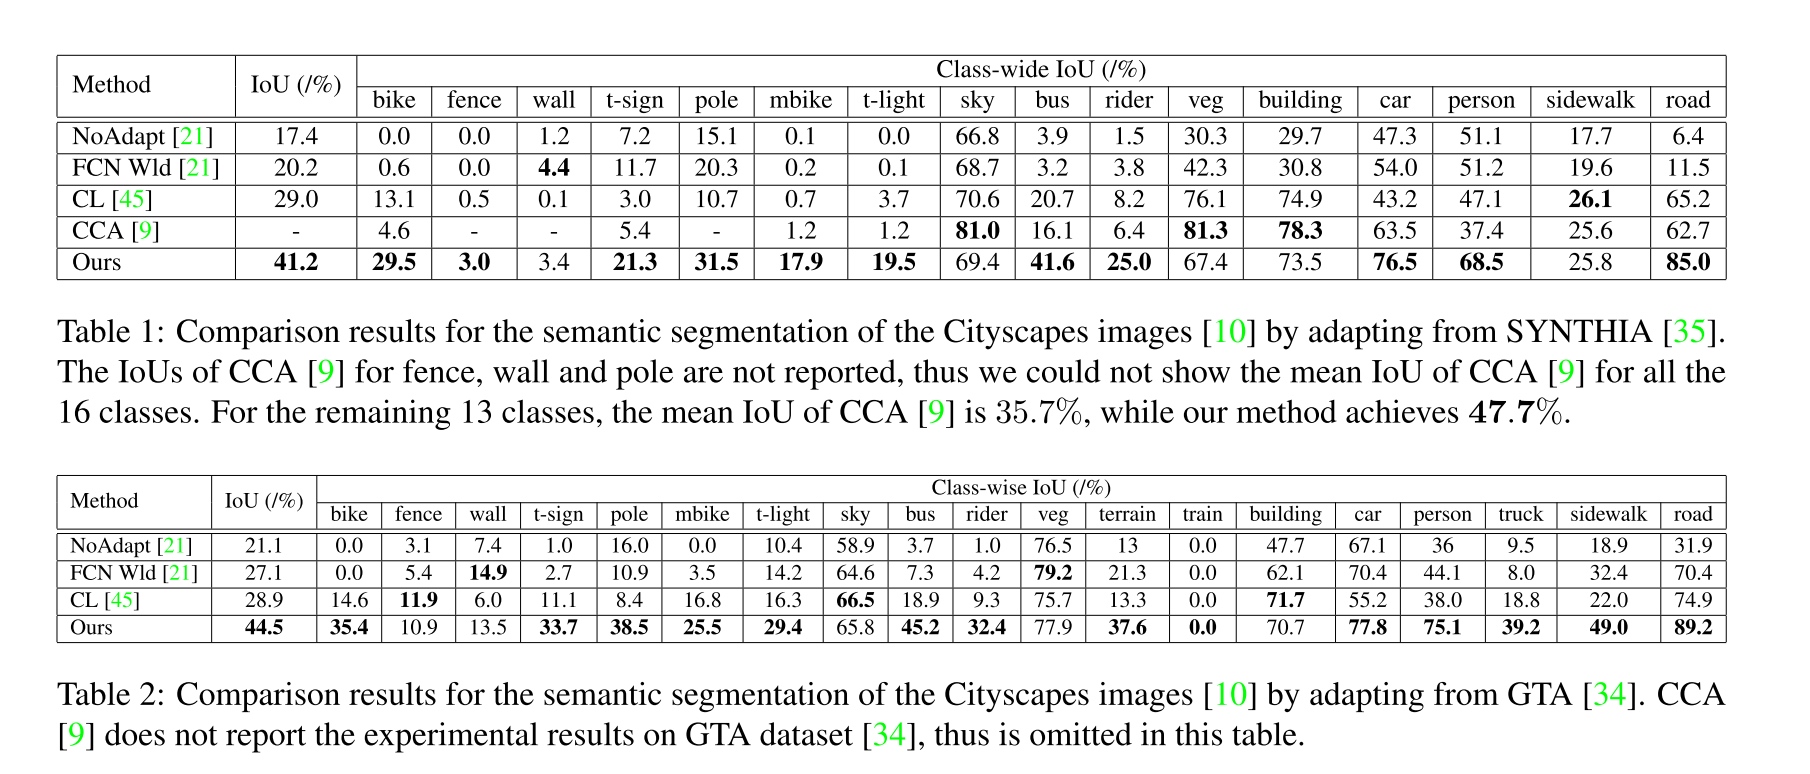 Method IoU (/%) Class-wide IoU (/%)
bike fence wall t-sign pole mbike t-light sky bus rider veg building car person sidewalk road
NoAdapt [21] 17.4 0.0 0.0 1.2 7.2 15.1 0.1 0.0 66.8 3.9 1.5 30.3 29.7 47.3 51.1 17.7 6.4
FCN Wld [21] 20.2 0.6 0.0 4.4 11.7 20.3 0.2 0.1 68.7 3.2 3.8 42.3 30.8 54.0 51.2 19.6 11.5
CL [45] 29.0 13.1 0.5 0.1 3.0 10.7 0.7 3.7 70.6 20.7 8.2 76.1 74.9 43.2 47.1 26.1 65.2
CCA [9] - 4.6 - - 5.4 - 1.2 1.2 81.0 16.1 6.4 81.3 78.3 63.5 37.4 25.6 62.7
Ours 41.2 29.5 3.0 3.4 21.3 31.5 17.9 19.5 69.4 41.6 25.0 67.4 73.5 76.5 68.5 25.8 85.0
Table 1: Comparison results for the semantic segmentation of the Cityscapes images [10] by adapting from SYNTHIA [35].
The IoUs of CCA [9] for fence, wall and pole are not reported, thus we could not show the mean IoU of CCA [9] for all the
16 classes. For the remaining 13 classes, the mean IoU of CCA [9] is 35.7%, while our method achieves 47.7%.
Method IoU (/%) Class-wise IoU (/%)
bike fence wall t-sign pole mbike t-light sky bus rider veg terrain train building car person truck sidewalk road
NoAdapt [21] 21.1 0.0 3.1 7.4 1.0 16.0 0.0 10.4 58.9 3.7 1.0 76.5 13 0.0 47.7 67.1 36 9.5 18.9 31.9
FCN Wld [21] 27.1 0.0 5.4 14.9 2.7 10.9 3.5 14.2 64.6 7.3 4.2 79.2 21.3 0.0 62.1 70.4 44.1 8.0 32.4 70.4
CL [45] 28.9 14.6 11.9 6.0 11.1 8.4 16.8 16.3 66.5 18.9 9.3 75.7 13.3 0.0 71.7 55.2 38.0 18.8 22.0 74.9
Ours 44.5 35.4 10.9 13.5 33.7 38.5 25.5 29.4 65.8 45.2 32.4 77.9 37.6 0.0 70.7 77.8 75.1 39.2 49.0 89.2
Table 2: Comparison results for the semantic segmentation of the Cityscapes images [10] by adapting from GTA [34]. CCA
[9] does not report the experimental results on GTA dataset [34], thus is omitted in this table.